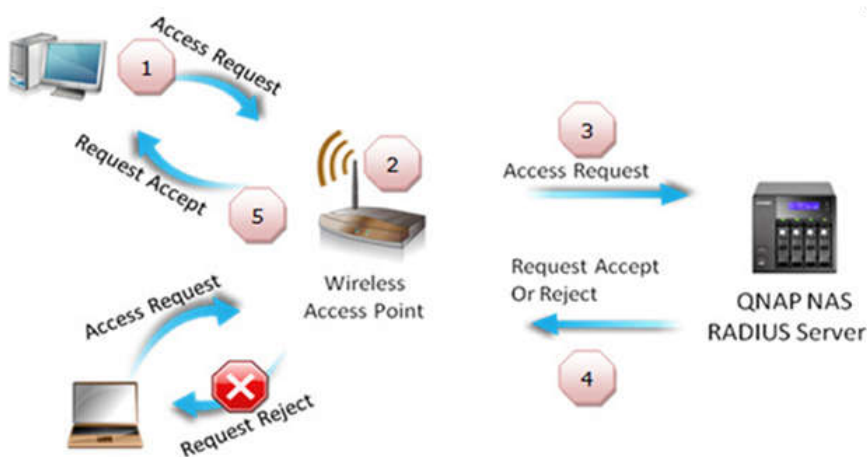 1
Access Request
Request Accept
5
2
Wireless
Access Point
3
Access Request
Request Accept
Or Reject
4
QNAP NAS
RADIUS Server
Access Request
Request Reject